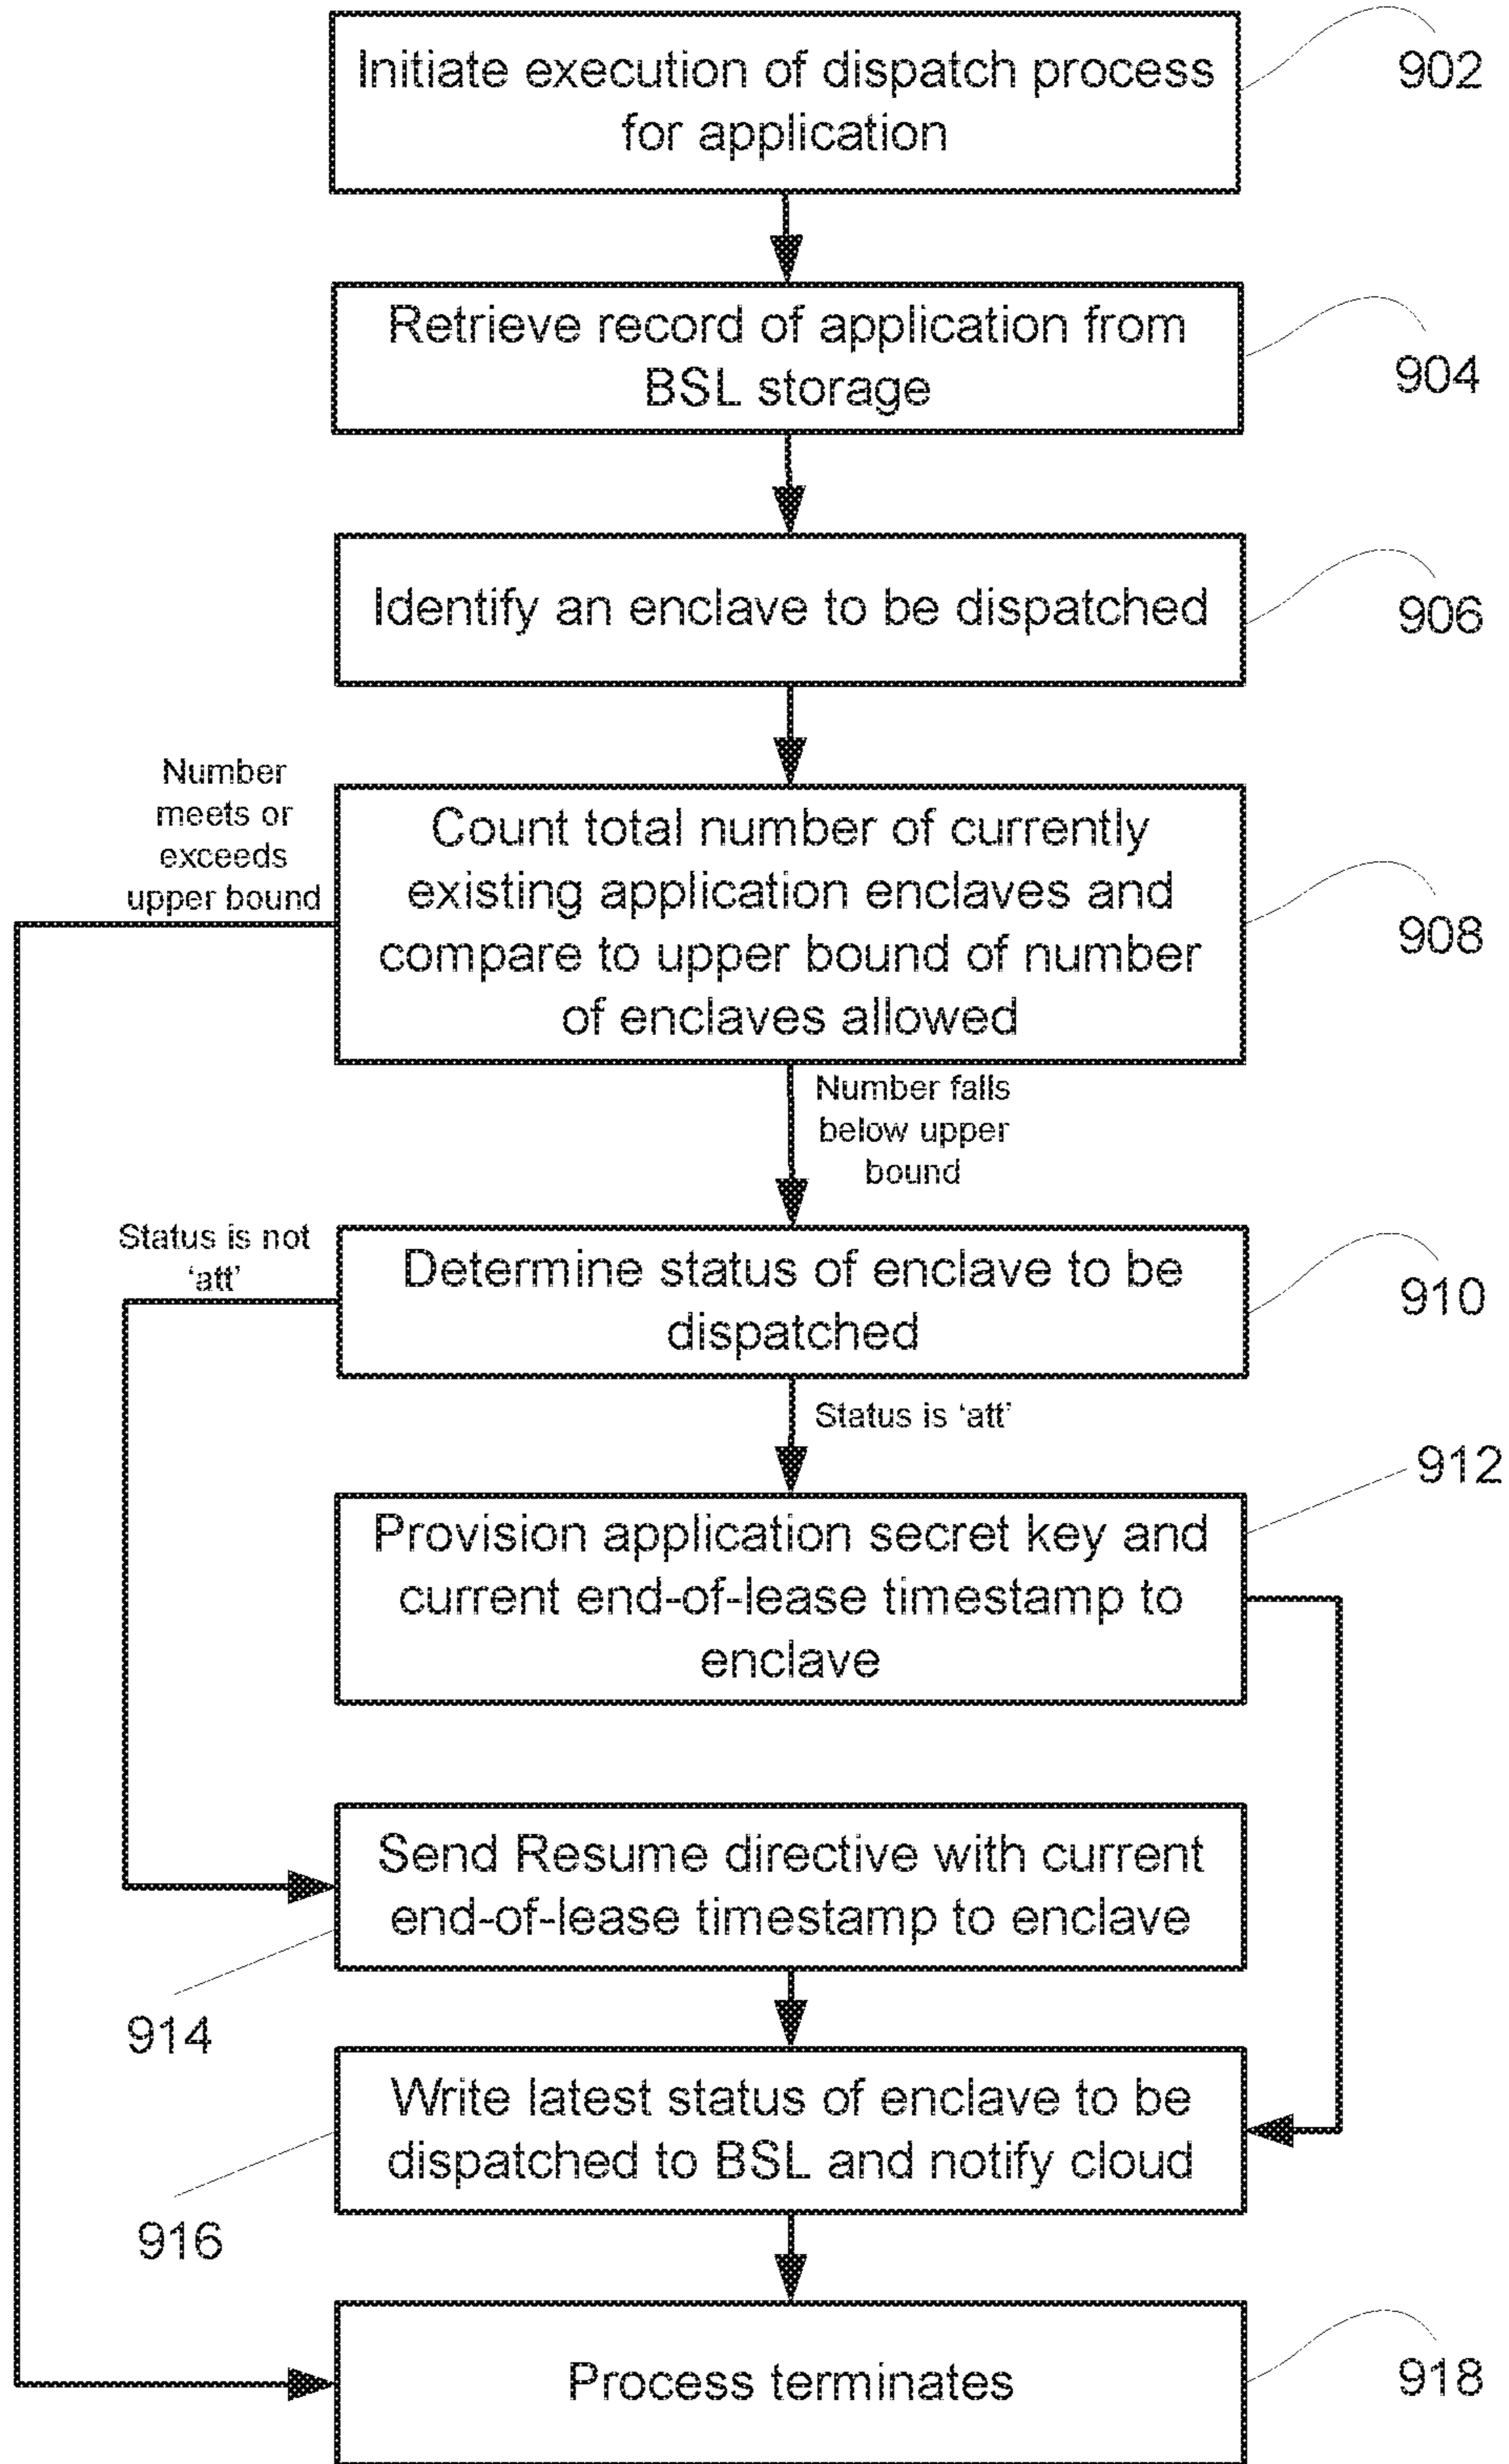 Initiate execution of dispatch process
for application
902
Retrieve record of application from
BSL storage
904
Identify an enclave to be dispatched
906
Number
meets or
exceeds
upper bound
Count total number of currently
existing application enclaves and
compare to upper bound of number
of enclaves allowed
908
Number falls
below upper
bound
Status is not
‘att’
Determine status of enclave to be
dispatched
910
Status is ‘att’
912
Provision application secret key and
current end-of-lease timestamp to
enclave
Send Resume directive with current
end-of-lease timestamp to enclave
914
Write latest status of enclave to be
dispatched to BSL and notify cloud
916
Process terminates
918